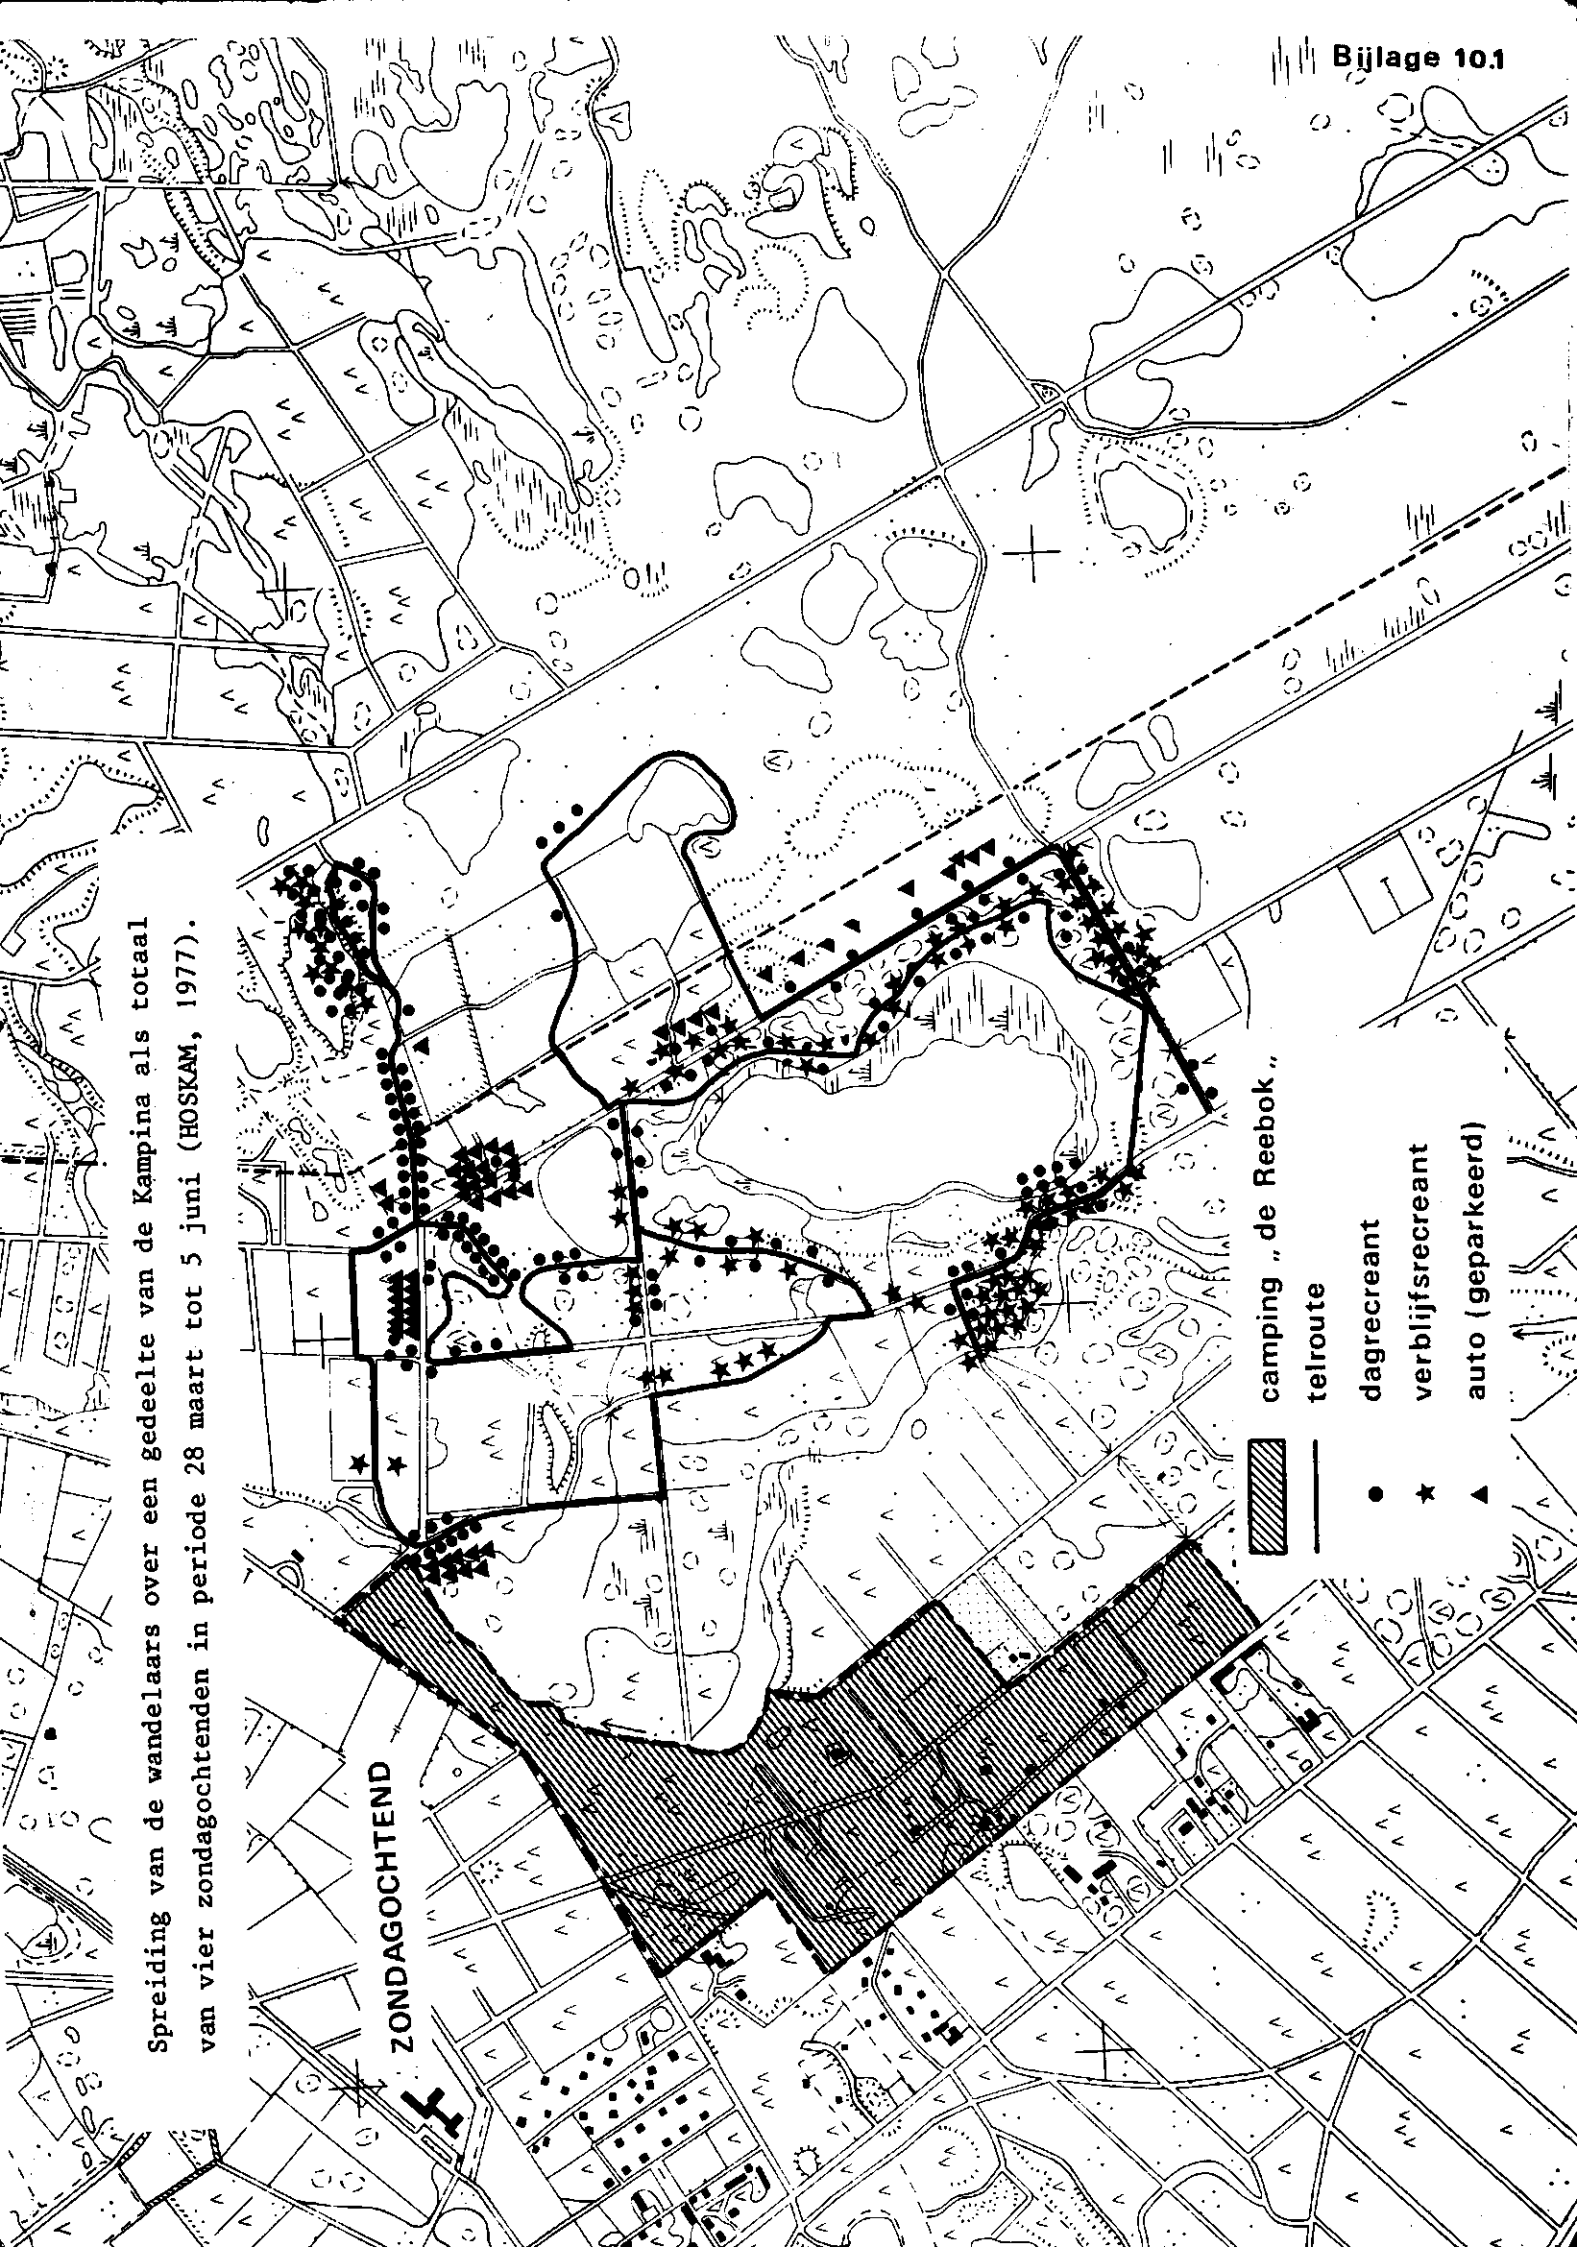 Bijlage 10.1
Spreiding van de wandelaars over een gedeelte van de Kampina als totaal
van vier zondagochtenden in periode 28 maart tot 5 juni (HOSKAM, 1977).
ZONDAGOCHTEND
camping „ de Reebok „
telroute
dagrecreant
verblijfsrecreant
auto (geparkeerd)